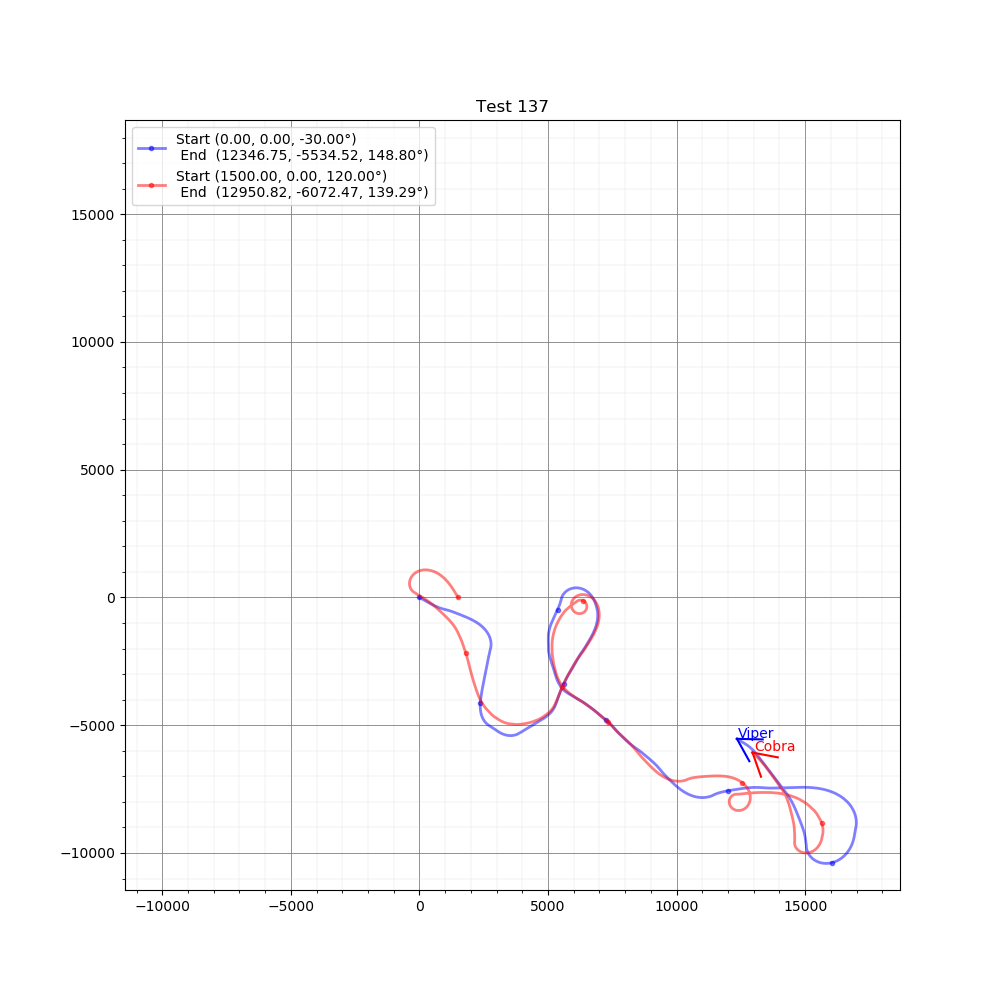 Test 137
Start (0.00, 0.00, -30.00°)
End  (12346.75, -5534.52, 148.80°)
Start (1500.00, 0.00, 120.00°)
End  (12950.82, -6072.47, 139.29°)
15000
10000
5000
0
−5000
−10000
Viper
Cobra
−10000
−5000
0
5000
10000
15000